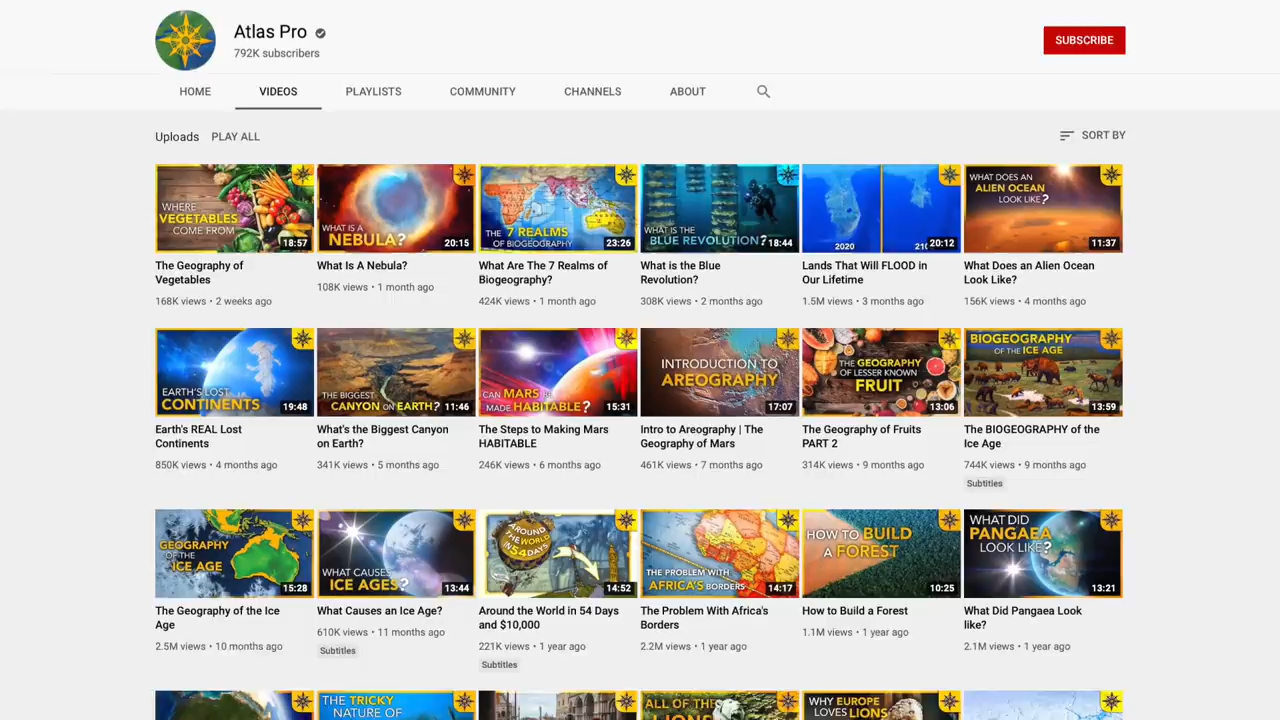 Atlas Pro
792K subscribers
SUBSCRIBE
HOME VIDEOS PLAYLISTS COMMUNITY CHANNELS ABOUT
Uploads PLAY ALL
SORT BY
WHERE
VEGETABLES
COME FROM
18:57
WHAT IS A
NEBULA?
20:15
THE 7 REALMS
OF BIOGEOGRAPHY
23:26
WHAT IS THE
BLUE REVOLUTION?
18:44
2020
210
20:12
WHAT DOES AN
ALIEN OCEAN
LOOK LIKE?
11:37
The Geography of
Vegetables
168K views • 2 weeks ago
What Is A Nebula?
108K views • 1 month ago
What Are The 7 Realms of
Biogeography?
424K views • 1 month ago
What is the Blue
Revolution?
308K views • 2 months ago
Lands That Will FLOOD in
Our Lifetime
1.5M views • 3 months ago
What Does an Alien Ocean
Look Like?
156K views • 4 months ago
EARTH'S LOST
CONTINENTS
19:48
THE BIGGEST
CANYON ON EARTH?
11:46
CAN MARS BE
MADE HABITABLE?
15:31
INTRODUCTION TO
AREOGRAPHY
17:07
THE GEOGRAPHY
OF LESSER KNOWN
FRUIT
13:06
BIOGEOGRAPHY
OF THE ICE AGE
13:59
Earth's REAL Lost
Continents
850K views • 4 months ago
What's the Biggest Canyon
on Earth?
341K views • 5 months ago
The Steps to Making Mars
HABITABLE
246K views • 6 months ago
Intro to Areography | The
Geography of Mars
461K views • 7 months ago
The Geography of Fruits
PART 2
314K views • 9 months ago
The BIOGEOGRAPHY of the
Ice Age
744K views • 9 months ago
Subtitles
GEOGRAPHY
OF THE
ICE AGE
15:28
WHAT CAUSES
ICE AGES?
13:44
AROUND
THE WORLD
IN 54 DAYS
14:52
THE PROBLEM WITH
AFRICA'S BORDERS
14:17
HOW TO BUILD
A FOREST
10:25
WHAT DID
PANGAEA
LOOK LIKE?
13:21
The Geography of the Ice
Age
2.5M views • 10 months ago
What Causes an Ice Age?
610K views • 11 months ago
Subtitles
Around the World in 54 Days
and $10,000
221K views • 1 year ago
Subtitles
The Problem With Africa's
Borders
2.2M views • 1 year ago
How to Build a Forest
1.1M views • 1 year ago
What Did Pangaea Look
like?
2.1M views • 1 year ago
THE TRICKY
NATURE OF
ALL OF THE
LIONS
WHY EUROPE
LOVES LIONS